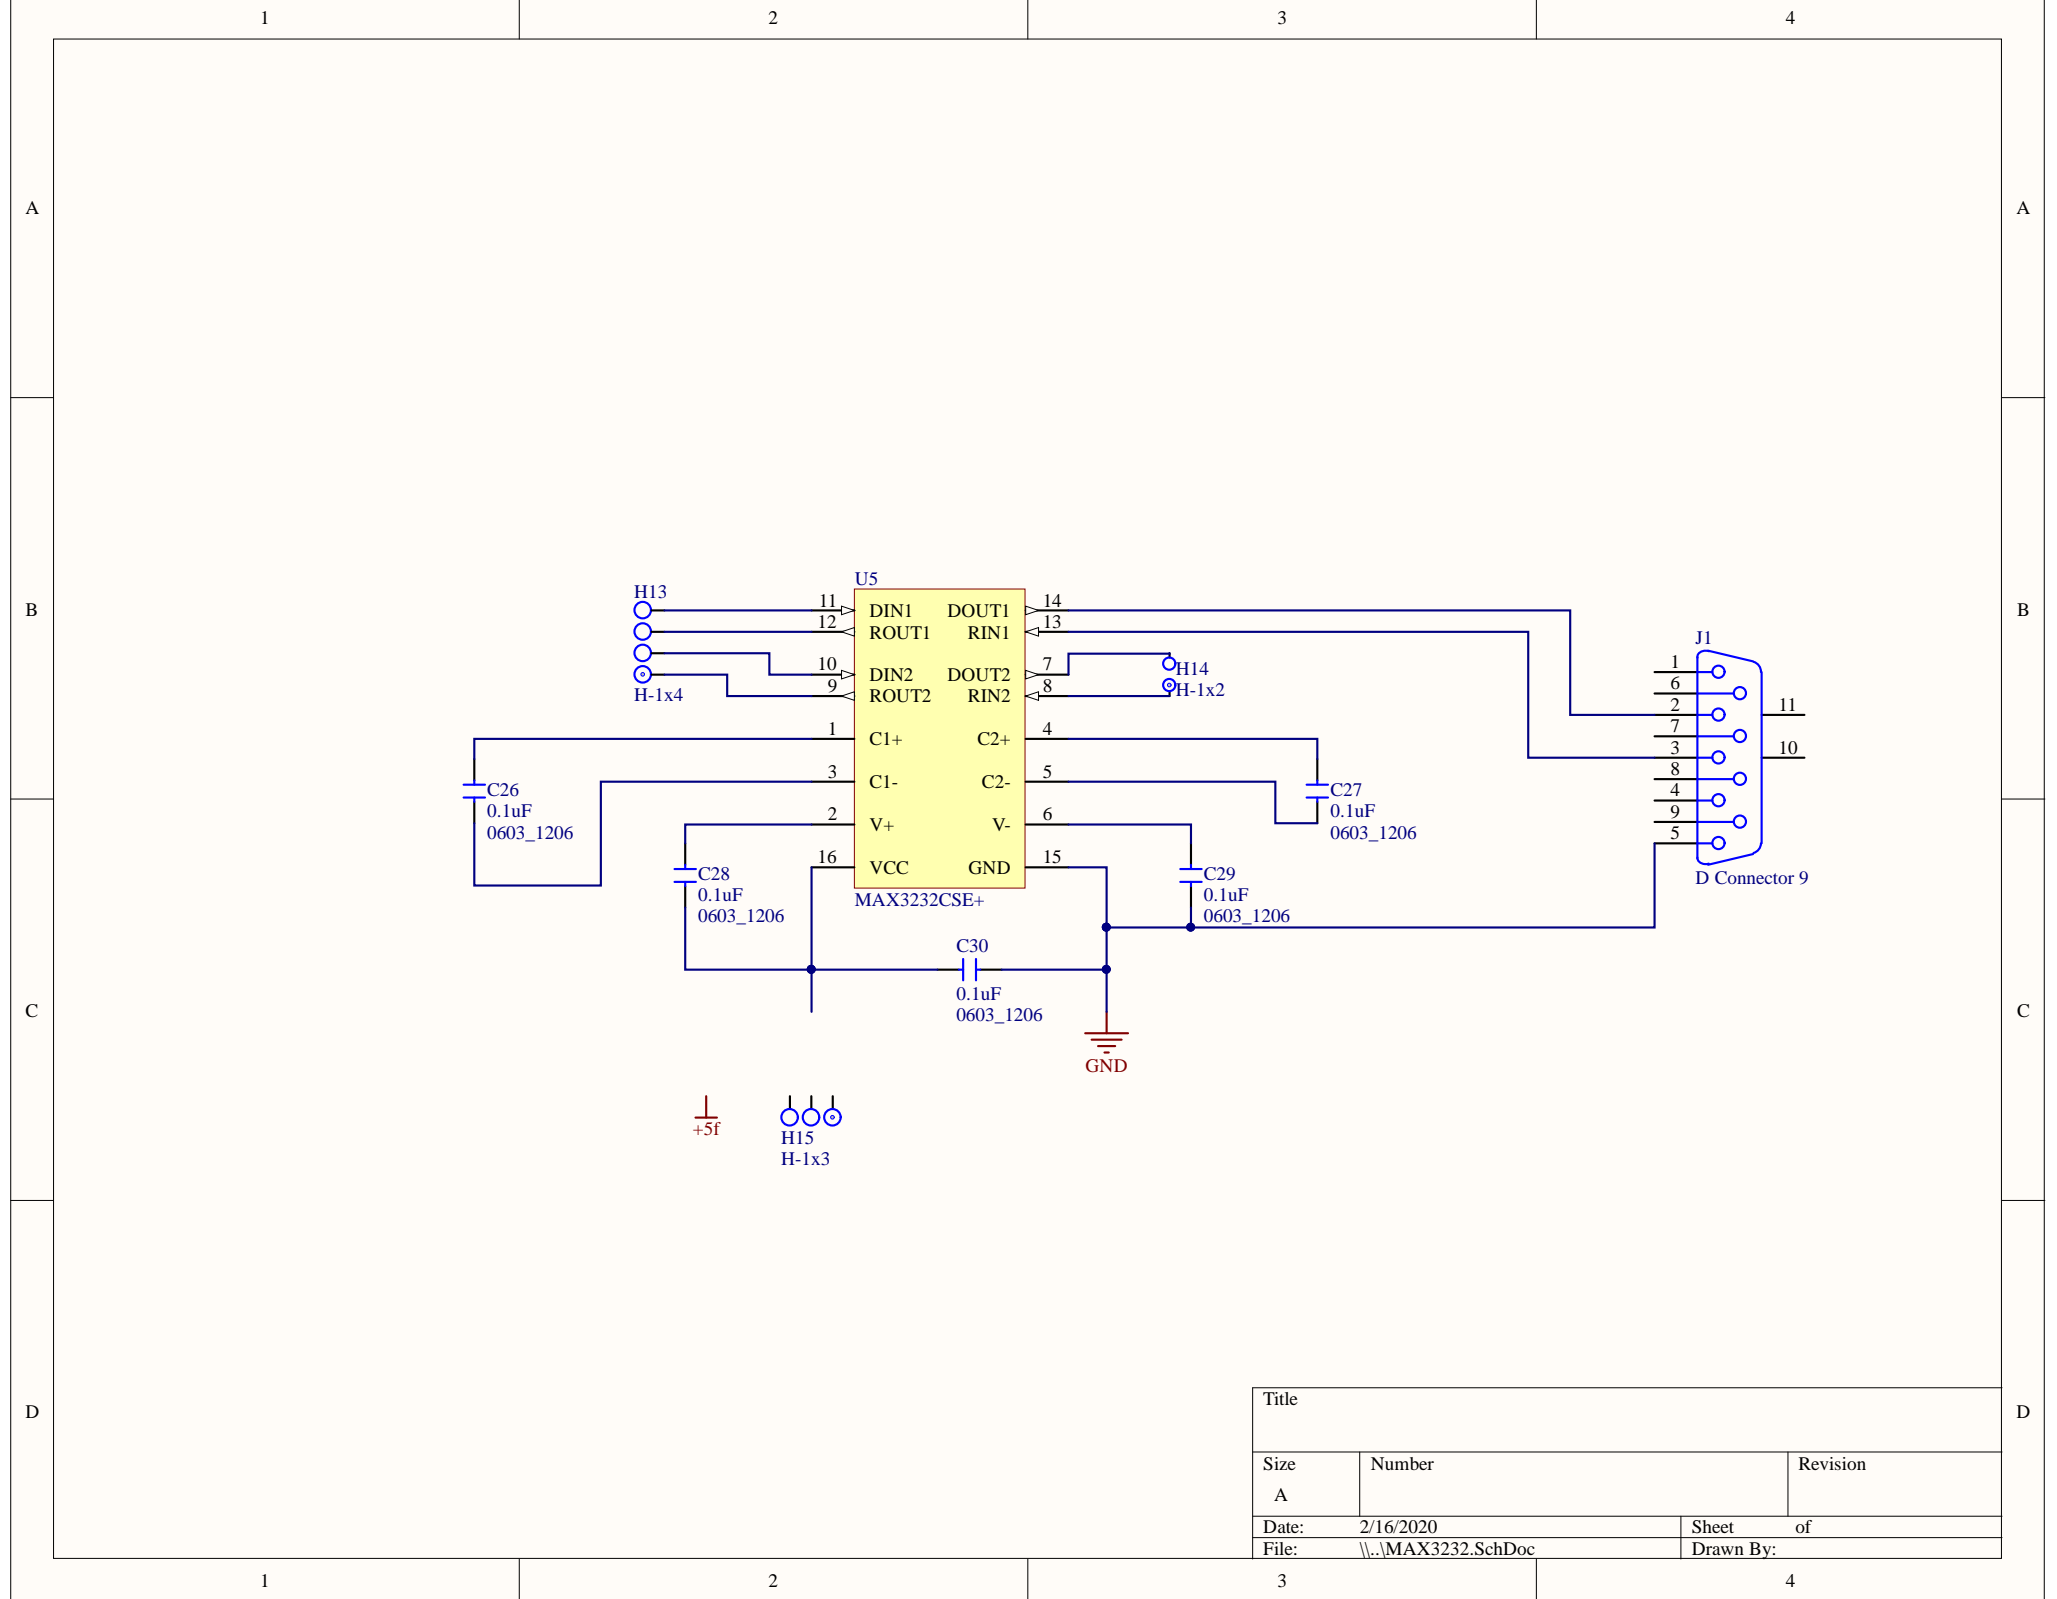 1 2 3 4
A A
B B
C C
D D
U5
H13
H-1x4
11 DIN1 DOUT1 14
12 ROUT1 RIN1 13
10 DIN2 DOUT2 7
9 ROUT2 RIN2 8
1 C1+ C2+ 4
3 C1- C2- 5
2 V+ V- 6
16 VCC GND 15
MAX3232CSE+
H14
H-1x2
J1
1
6
2
7
3
8
4
9
5
11
10
D Connector 9
C26
0.1uF
0603_1206
C27
0.1uF
0603_1206
C28
0.1uF
0603_1206
C29
0.1uF
0603_1206
C30
0.1uF
0603_1206
GND
+5f
H15
H-1x3
Title
Size Number Revision
A
Date: 2/16/2020 Sheet of
File: \\..\MAX3232.SchDoc Drawn By:
1 2 3 4